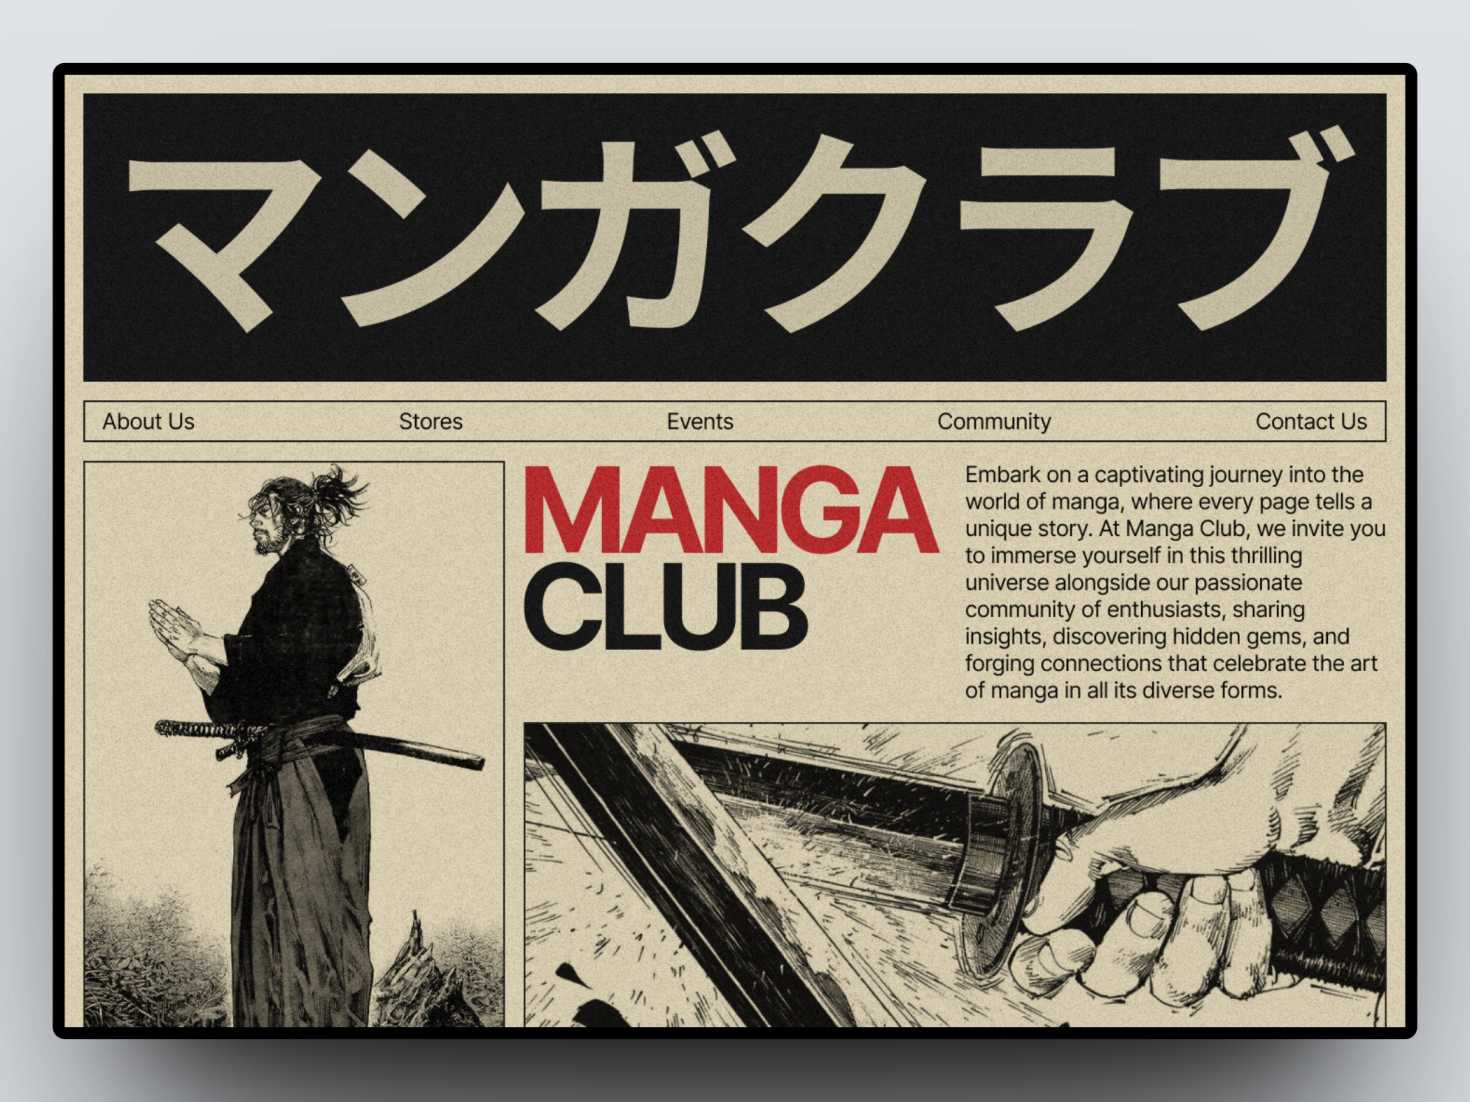 マンガクラブ
About Us Stores Events Community Contact Us
MANGA
CLUB
Embark on a captivating journey into the
world of manga, where every page tells a
unique story. At Manga Club, we invite you
to immerse yourself in this thrilling
universe alongside our passionate
community of enthusiasts, sharing
insights, discovering hidden gems, and
forging connections that celebrate the art
of manga in all its diverse forms.